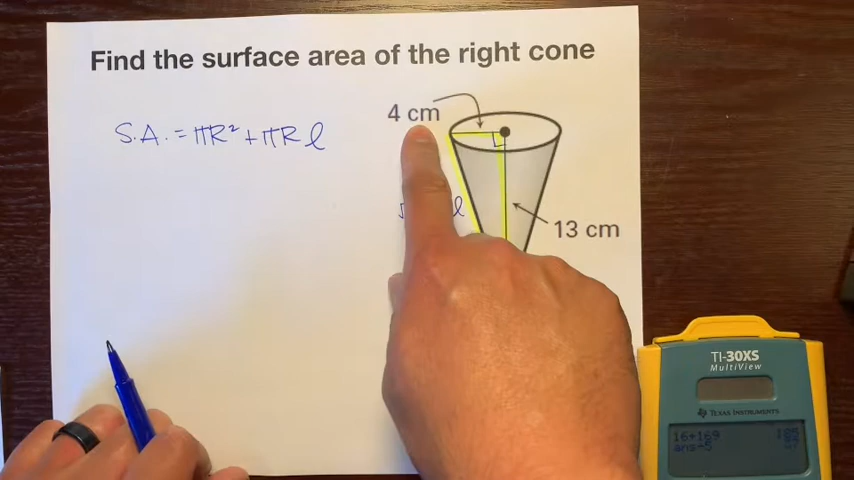 Find the surface area of the right cone
S.A. = πR² + πRl
4 cm
l
13 cm
TI-30XS
MultiView
TEXAS INSTRUMENTS
16+169